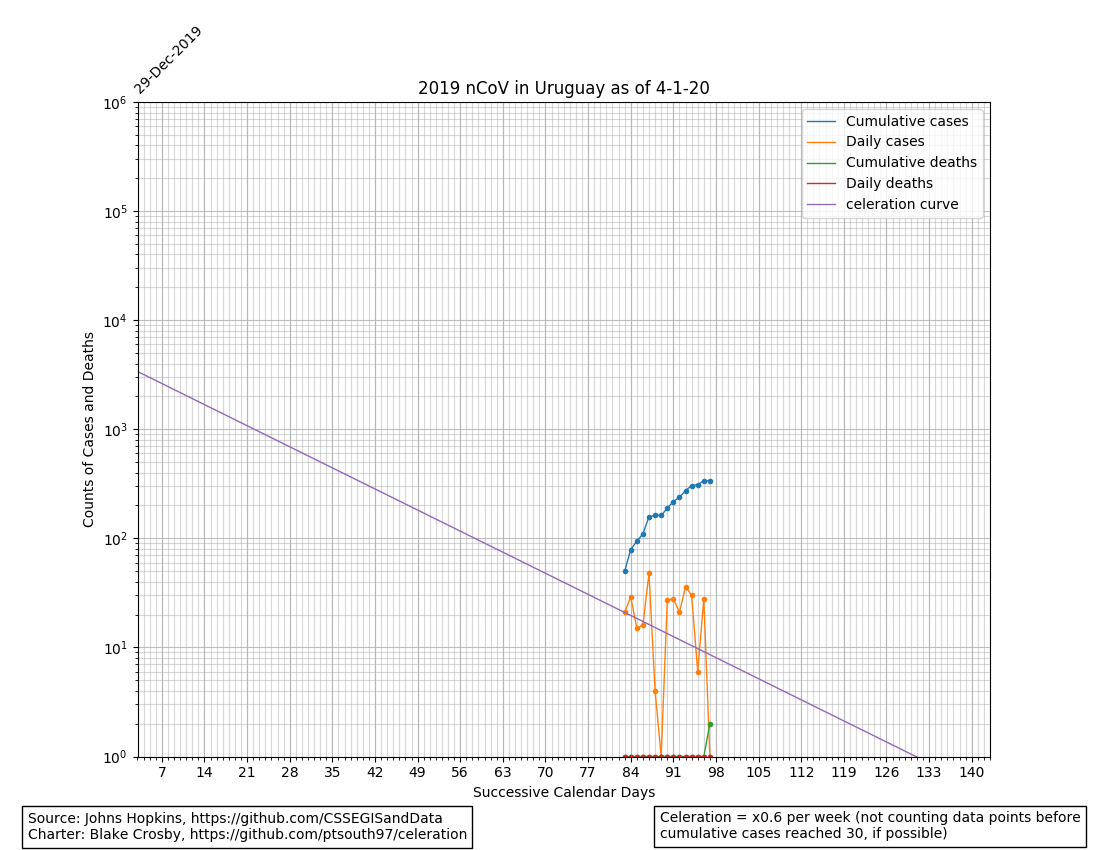 29-Dec-2019
2019 nCoV in Uruguay as of 4-1-20
Cumulative cases
Daily cases
Cumulative deaths
Daily deaths
celeration curve
10^6
10^5
10^4
10^3
10^2
10^1
10^0
Counts of Cases and Deaths
7 14 21 28 35 42 49 56 63 70 77 84 91 98 105 112 119 126 133 140
Successive Calendar Days
Source: Johns Hopkins, https://github.com/CSSEGISandData
Charter: Blake Crosby, https://github.com/ptsouth97/celeration
Celeration = x0.6 per week (not counting data points before
cumulative cases reached 30, if possible)